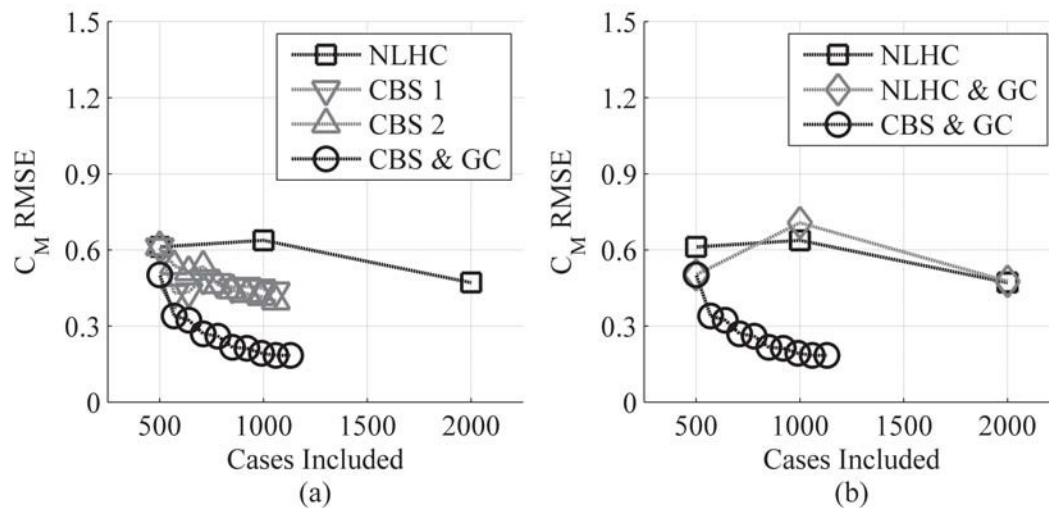 1.5
1.2
0.9
0.6
0.3
0
C_M RMSE
NLHC
CBS 1
CBS 2
CBS & GC
500 1000 1500 2000
Cases Included
(a)
1.5
1.2
0.9
0.6
0.3
0
C_M RMSE
NLHC
NLHC & GC
CBS & GC
500 1000 1500 2000
Cases Included
(b)